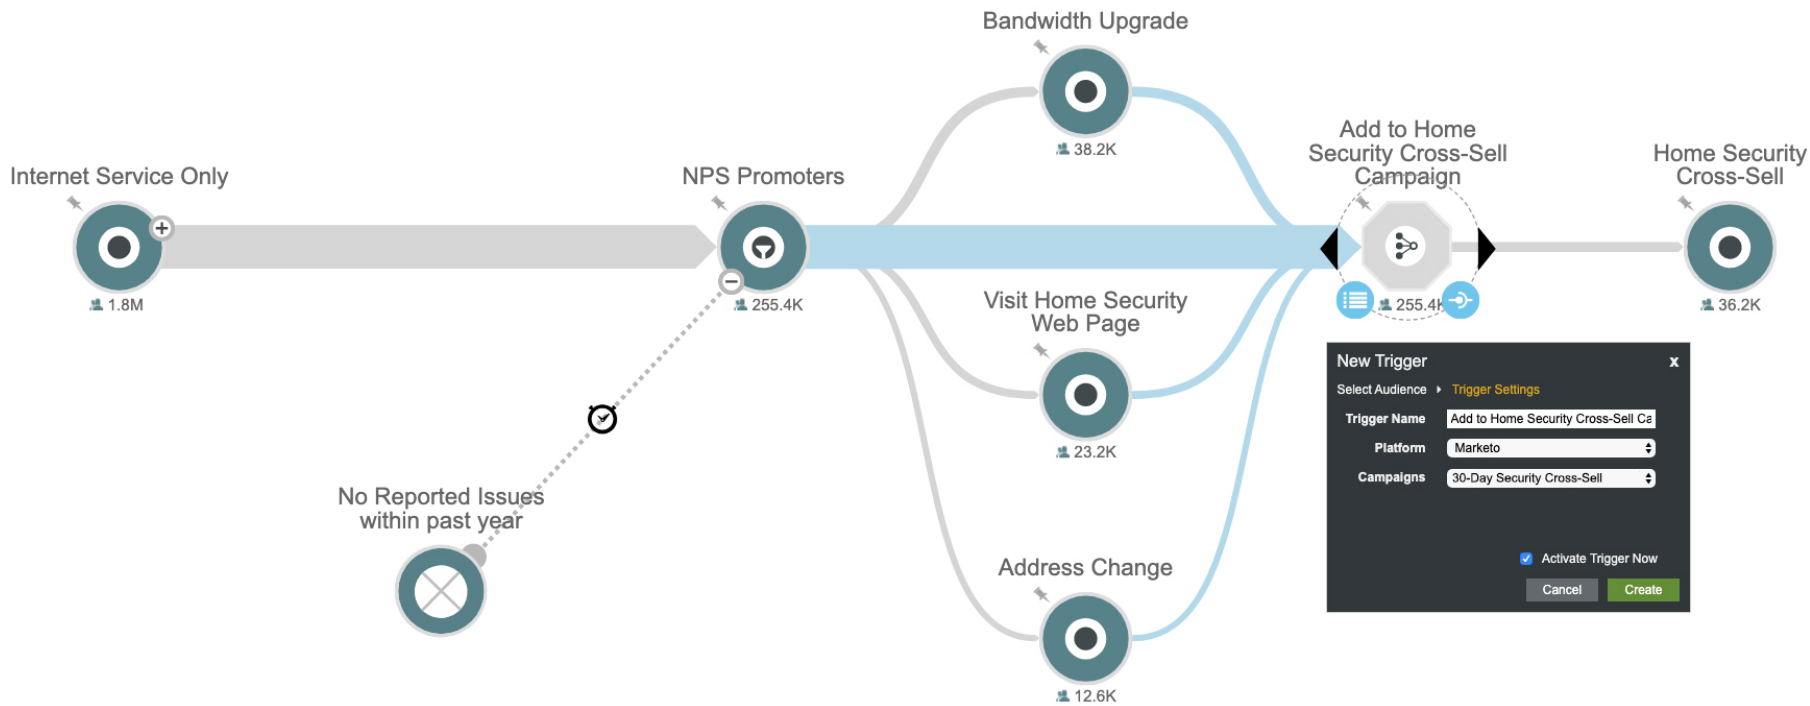 Bandwidth Upgrade
38.2K
Internet Service Only
1.8M
NPS Promoters
255.4K
Add to Home
Security Cross-Sell
Campaign
255.4K
Home Security
Cross-Sell
36.2K
Visit Home Security
Web Page
23.2K
No Reported Issues
within past year
Address Change
12.6K
New Trigger
x
Select Audience Trigger Settings
Trigger Name Add to Home Security Cross-Sell Ca
Platform Marketo
Campaigns 30-Day Security Cross-Sell
Activate Trigger Now
Cancel Create